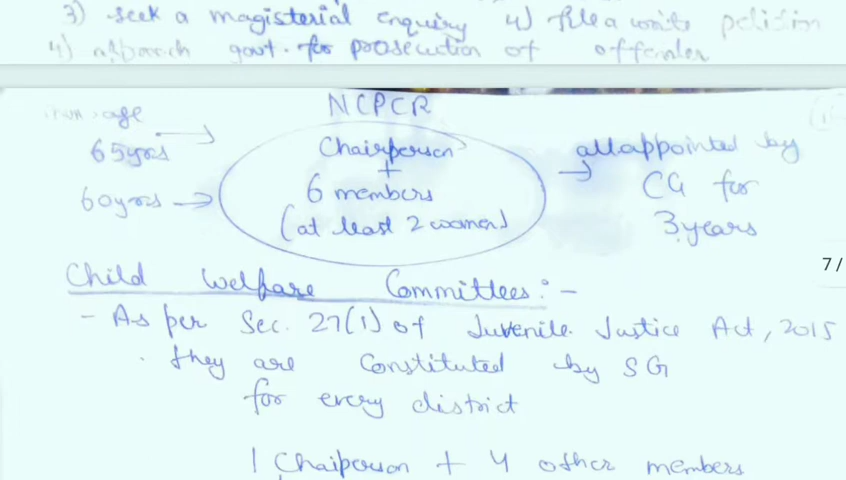 3) seek a magisterial enquiry 4) File a writ petition
4) approach govt. for prosecution of offender
NCPCR
age
65yrs
60yrs →
Chairperson
+
6 members
(at least 2 women)
→ all appointed by
CG for
3 years
7/
Child Welfare Committees :-
- As per Sec. 27(1) of Juvenile Justice Act, 2015
they are constituted by SG
for every district
1 Chaiperson + 4 other members